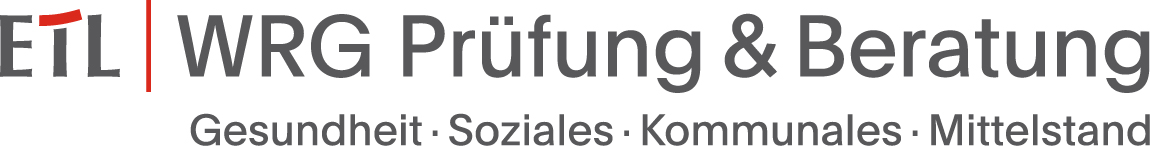 ETL | WRG Prüfung & Beratung
Gesundheit · Soziales · Kommunales · Mittelstand